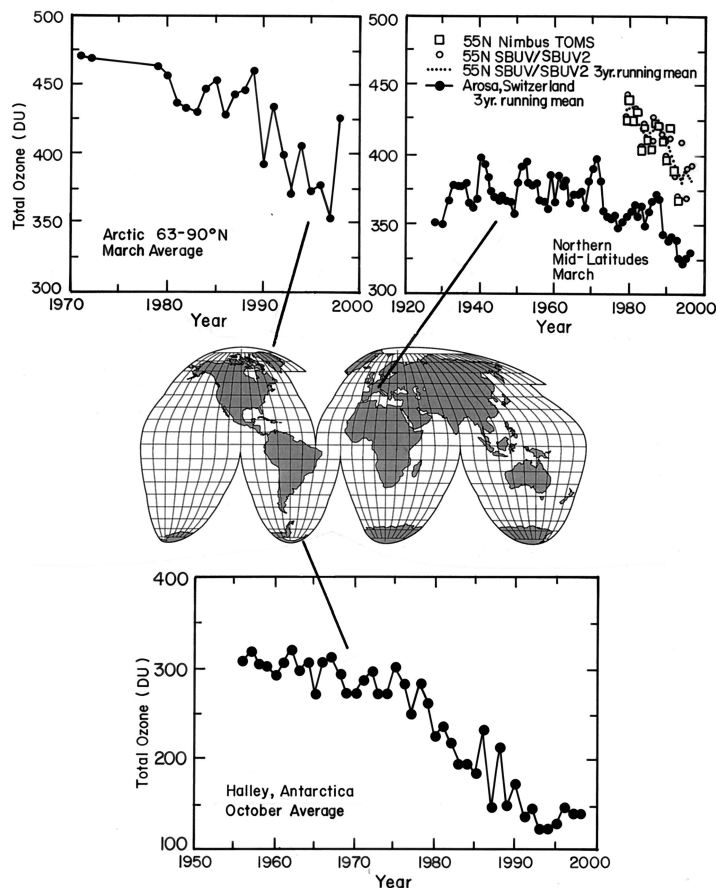 500
450
400
350
300
Total Ozone (DU)
Arctic 63-90°N
March Average
1970
1980
1990
2000
Year
500
450
400
350
300
55N Nimbus TOMS
55N SBUV/SBUV2
55N SBUV/SBUV2 3yr. running mean
Arosa, Switzerland
3yr. running mean
Northern
Mid-Latitudes
March
1920
1940
1960
1980
2000
Year
400
300
200
100
Total Ozone (DU)
Halley, Antarctica
October Average
1950
1960
1970
1980
1990
2000
Year